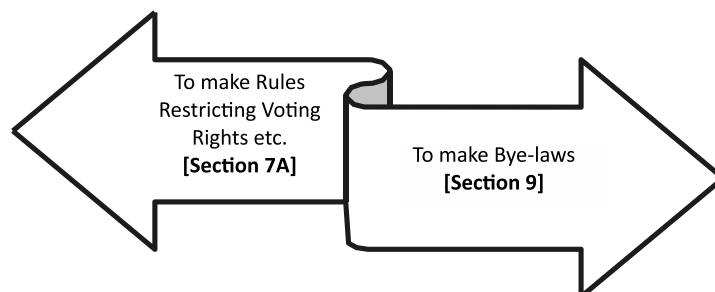 To make Rules
Restricting Voting
Rights etc.
[Section 7A]
To make Bye-laws
[Section 9]